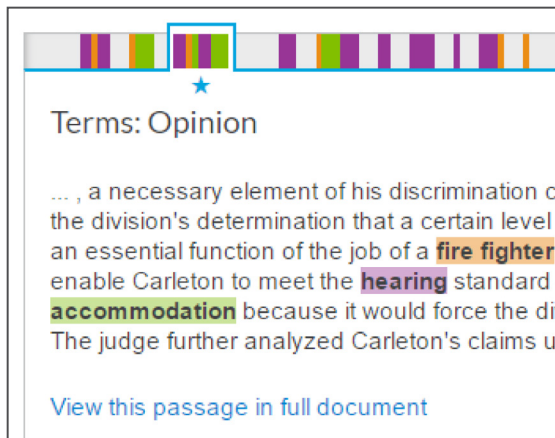 Terms: Opinion
... , a necessary element of his discrimination
the division's determination that a certain level
an essential function of the job of a fire fighter
enable Carleton to meet the hearing standard
accommodation because it would force the
The judge further analyzed Carleton's claims
View this passage in full document